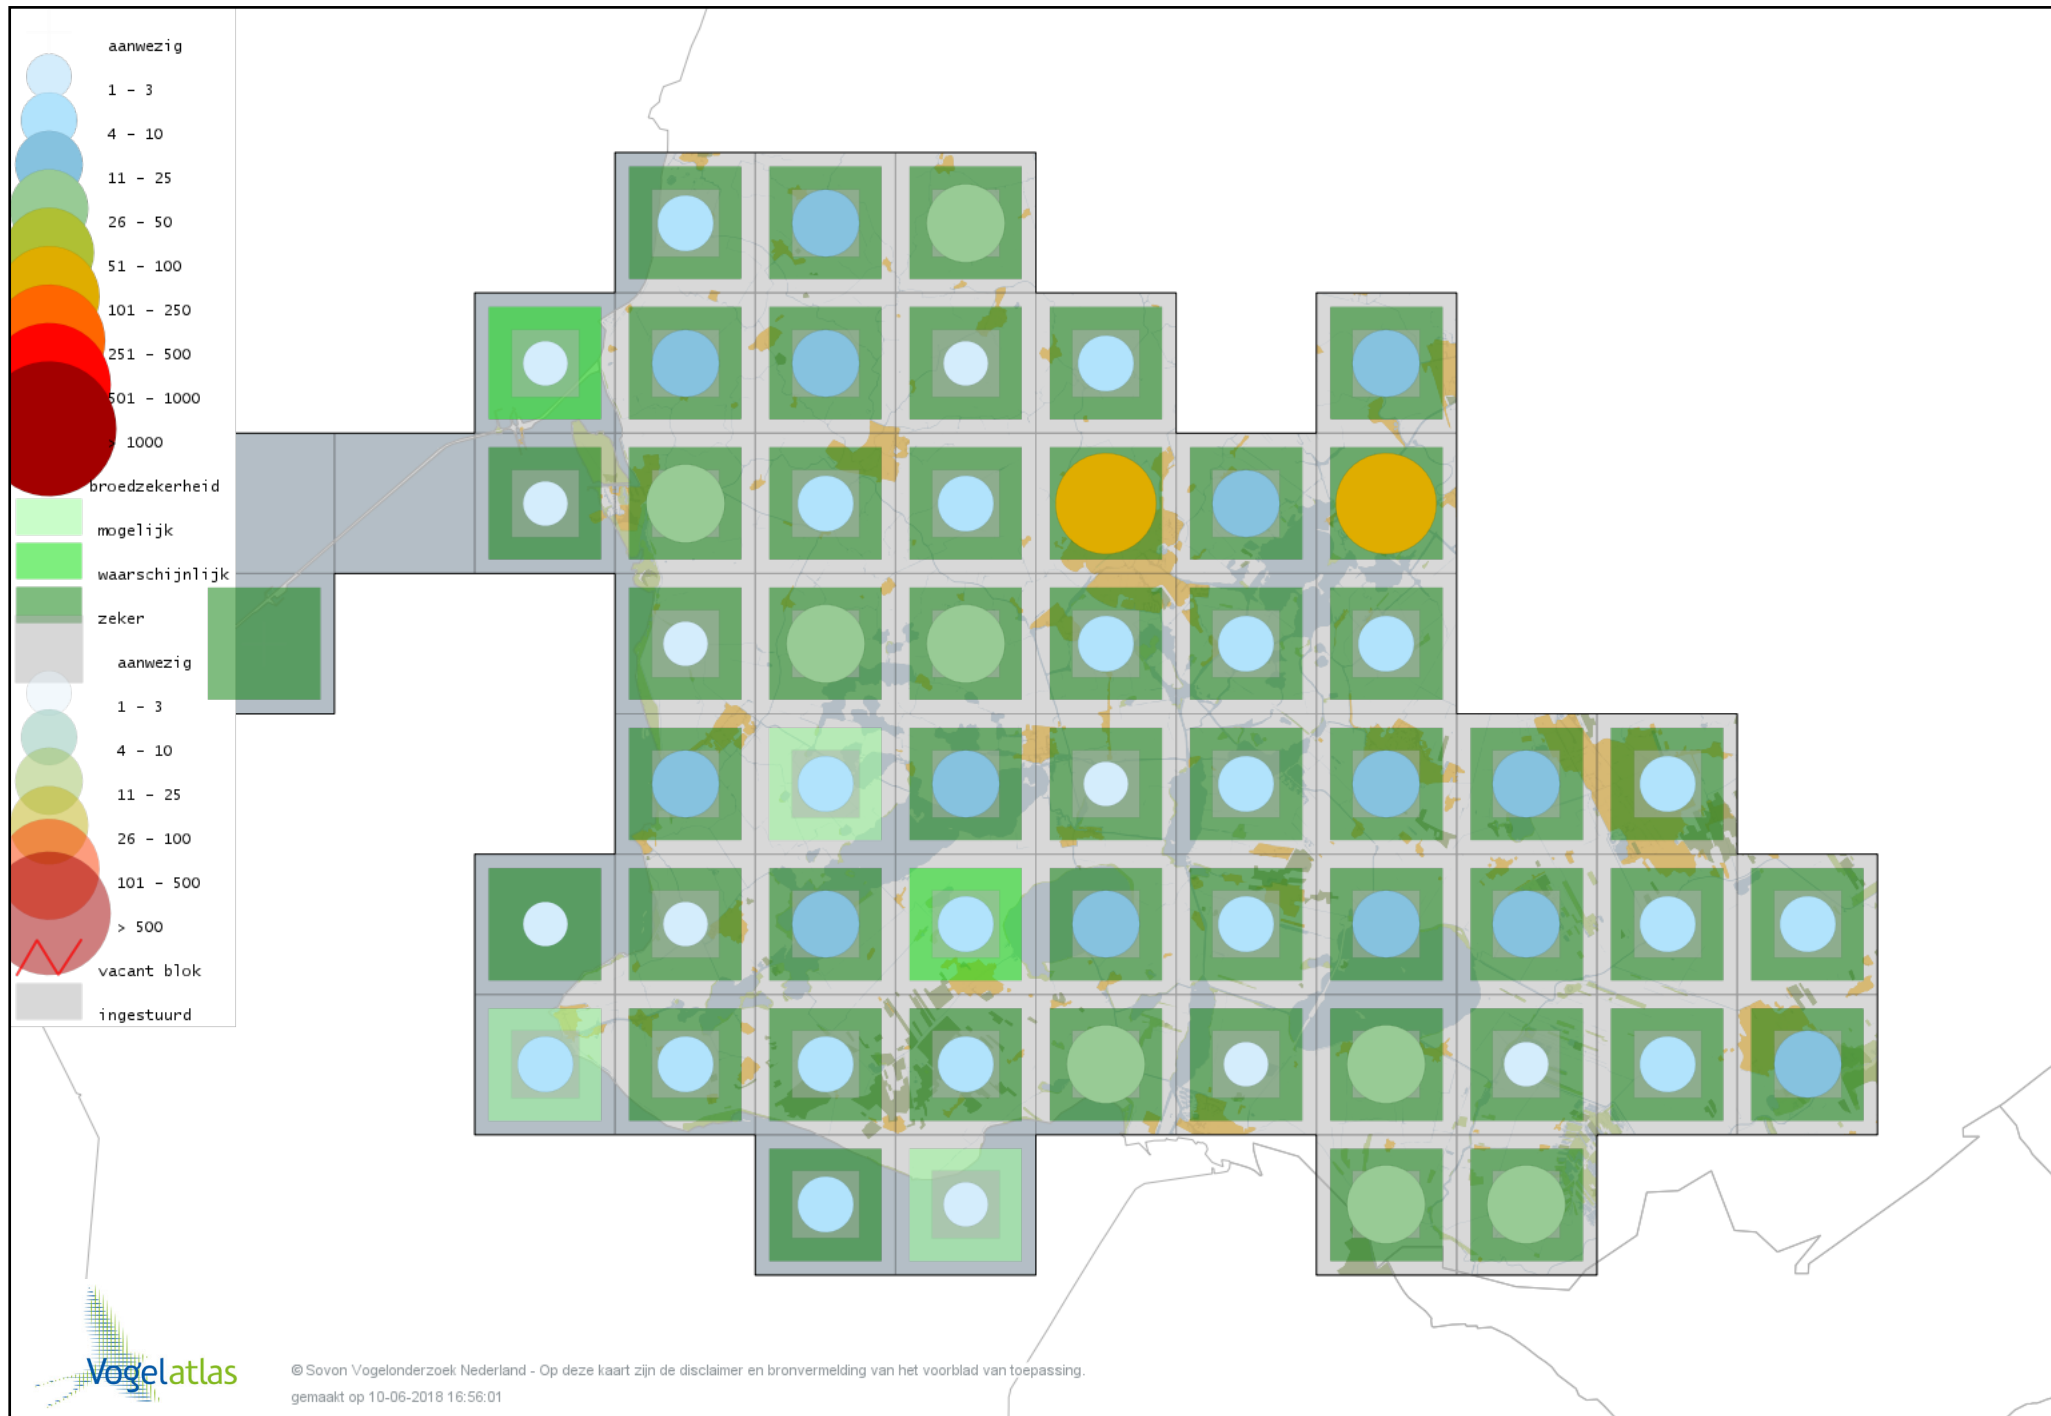 aanwezig
1 - 3
4 - 10
11 - 25
26 - 50
51 - 100
101 - 250
251 - 500
501 - 1000
> 1000
broedzekerheid
mogelijk
waarschijnlijk
zeker
aanwezig
1 - 3
4 - 10
11 - 25
26 - 100
101 - 500
> 500
vacant blok
ingestuurd
Vogelatlas
© Sovon Vogelonderzoek Nederland - Op deze kaart zijn de disclaimer en bronvermelding van het voorblad van toepassing.
gemaakt op 10-06-2018 16:56:01